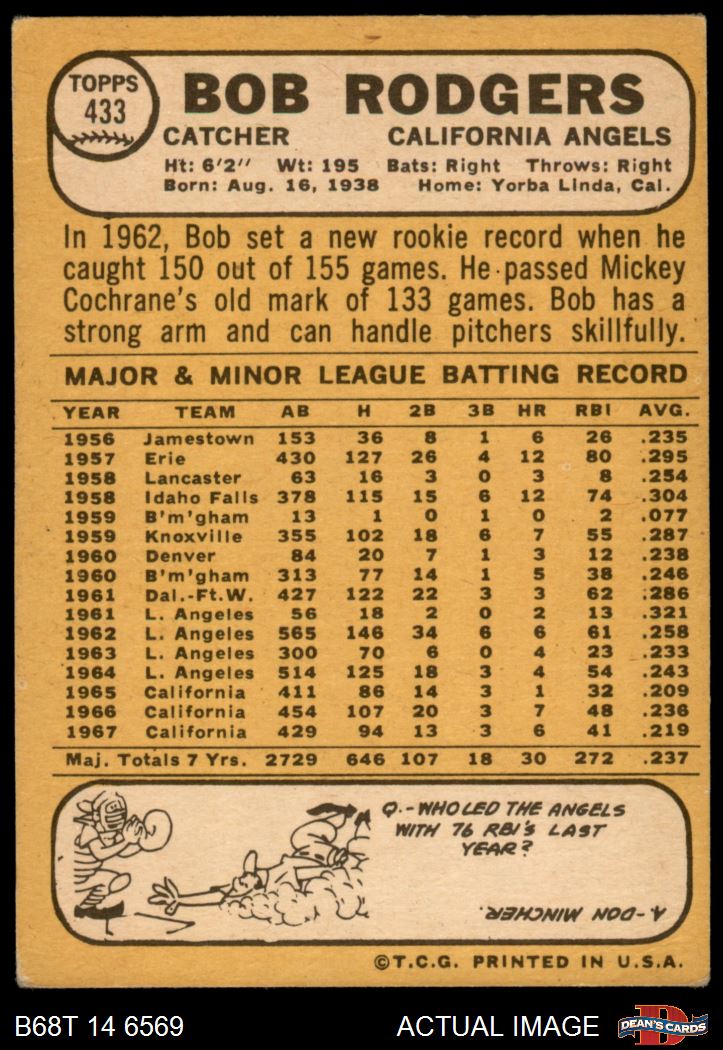 TOPPS
433
BOB RODGERS
CATCHER CALIFORNIA ANGELS
Ht: 6'2" Wt: 195 Bats: Right Throws: Right
Born: Aug. 16, 1938 Home: Yorba Linda, Cal.
In 1962, Bob set a new rookie record when he
caught 150 out of 155 games. He passed Mickey
Cochrane's old mark of 133 games. Bob has a
strong arm and can handle pitchers skillfully.
MAJOR & MINOR LEAGUE BATTING RECORD
YEAR TEAM AB H 2B 3B HR RBI AVG.
1956 Jamestown 153 36 8 1 6 26 .235
1957 Erie 430 127 26 4 12 80 .295
1958 Lancaster 63 16 3 0 3 8 .254
1958 Idaho Falls 378 115 15 6 12 74 .304
1959 B'm'gham 13 1 0 1 0 2 .077
1959 Knoxville 355 102 18 6 7 55 .287
1960 Denver 84 20 7 1 3 12 .238
1960 B'm'gham 313 77 14 1 5 38 .246
1961 Dal.-Ft.W. 427 122 22 3 3 62 .286
1961 L. Angeles 56 18 2 0 2 13 .321
1962 L. Angeles 565 146 34 6 6 61 .258
1963 L. Angeles 300 70 6 0 4 23 .233
1964 L. Angeles 514 125 18 3 4 54 .243
1965 California 411 86 14 3 1 32 .209
1966 California 454 107 20 3 7 48 .236
1967 California 429 94 13 3 6 41 .219
Maj. Totals 7 Yrs. 2729 646 107 18 30 272 .237
Q.-WHO LED THE ANGELS
WITH 76 RBI'S LAST
YEAR?
A-DON MINCHER.
©T.C.G. PRINTED IN U.S.A.
B68T 14 6569 ACTUAL IMAGE
D
DEAN'S CARDS